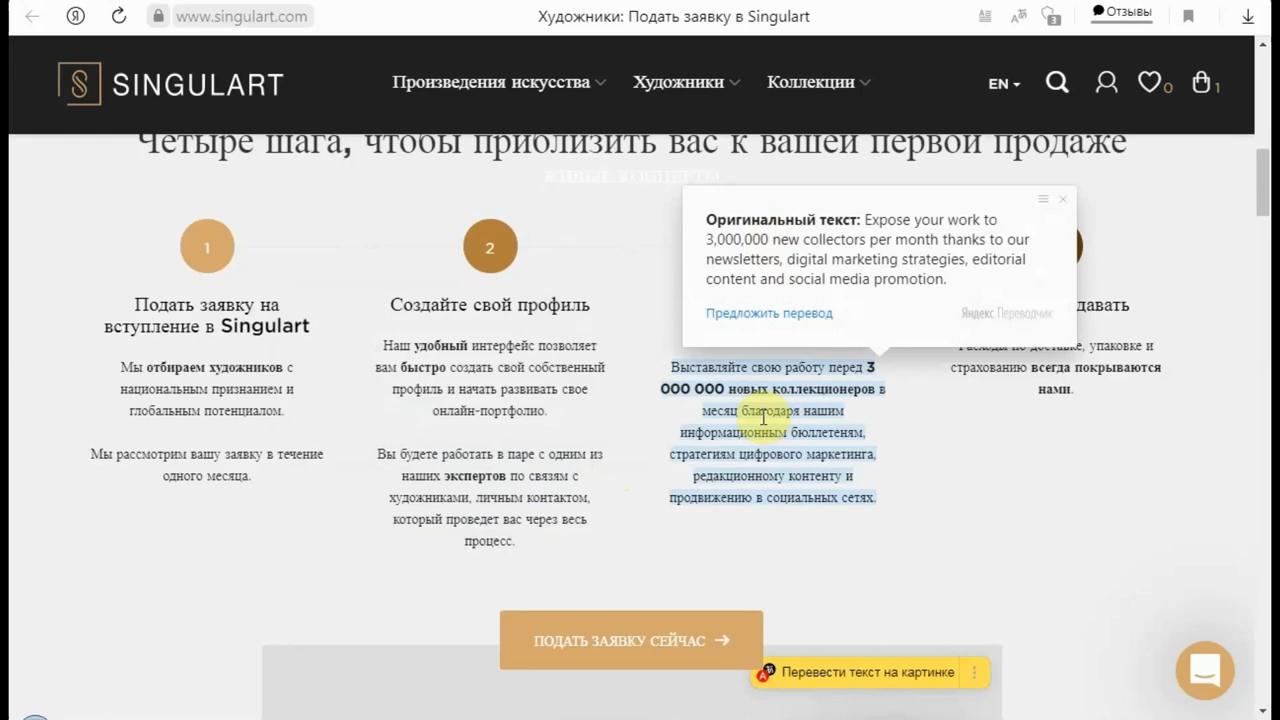 www.singulart.com
Художники: Подать заявку в Singulart
3
Отзывы
SINGULART
Произведения искусства
Художники
Коллекции
EN
0
1
Четыре шага, чтобы приблизить вас к вашей первой продаже
1
Подать заявку на
вступление в Singulart
Мы отбираем художников с
национальным признанием и
глобальным потенциалом.
Мы рассмотрим вашу заявку в течение
одного месяца.
2
Создайте свой профиль
Наш удобный интерфейс позволяет
вам быстро создать свой собственный
профиль и начать развивать свое
онлайн-портфолио.
Вы будете работать в паре с одним из
наших экспертов по связям с
художниками, личным контактом,
который проведет вас через весь
процесс.
Оригинальный текст: Expose your work to
3,000,000 new collectors per month thanks to our
newsletters, digital marketing strategies, editorial
content and social media promotion.
Предложить перевод
Яндекс Переводчик
Выставляйте свою работу перед 3
000 000 новых коллекционеров в
месяц благодаря нашим
информационным бюллетеням,
стратегиям цифрового маркетинга,
редакционному контенту и
продвижению в социальных сетях.
Расходы по доставке, упаковке и
страхованию всегда покрываются
нами.
ПОДАТЬ ЗАЯВКУ СЕЙЧАС →
Перевести текст на картинке